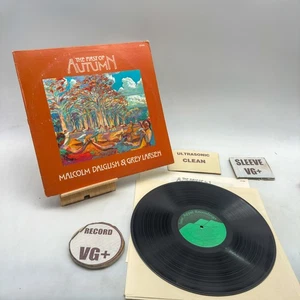 THE FIRST OF
AUTUMN
MALCOLM DALGLISH & GREY LARSEN
ULTRASONIC
CLEAN
SLEEVE
VG+
RECORD
VG+